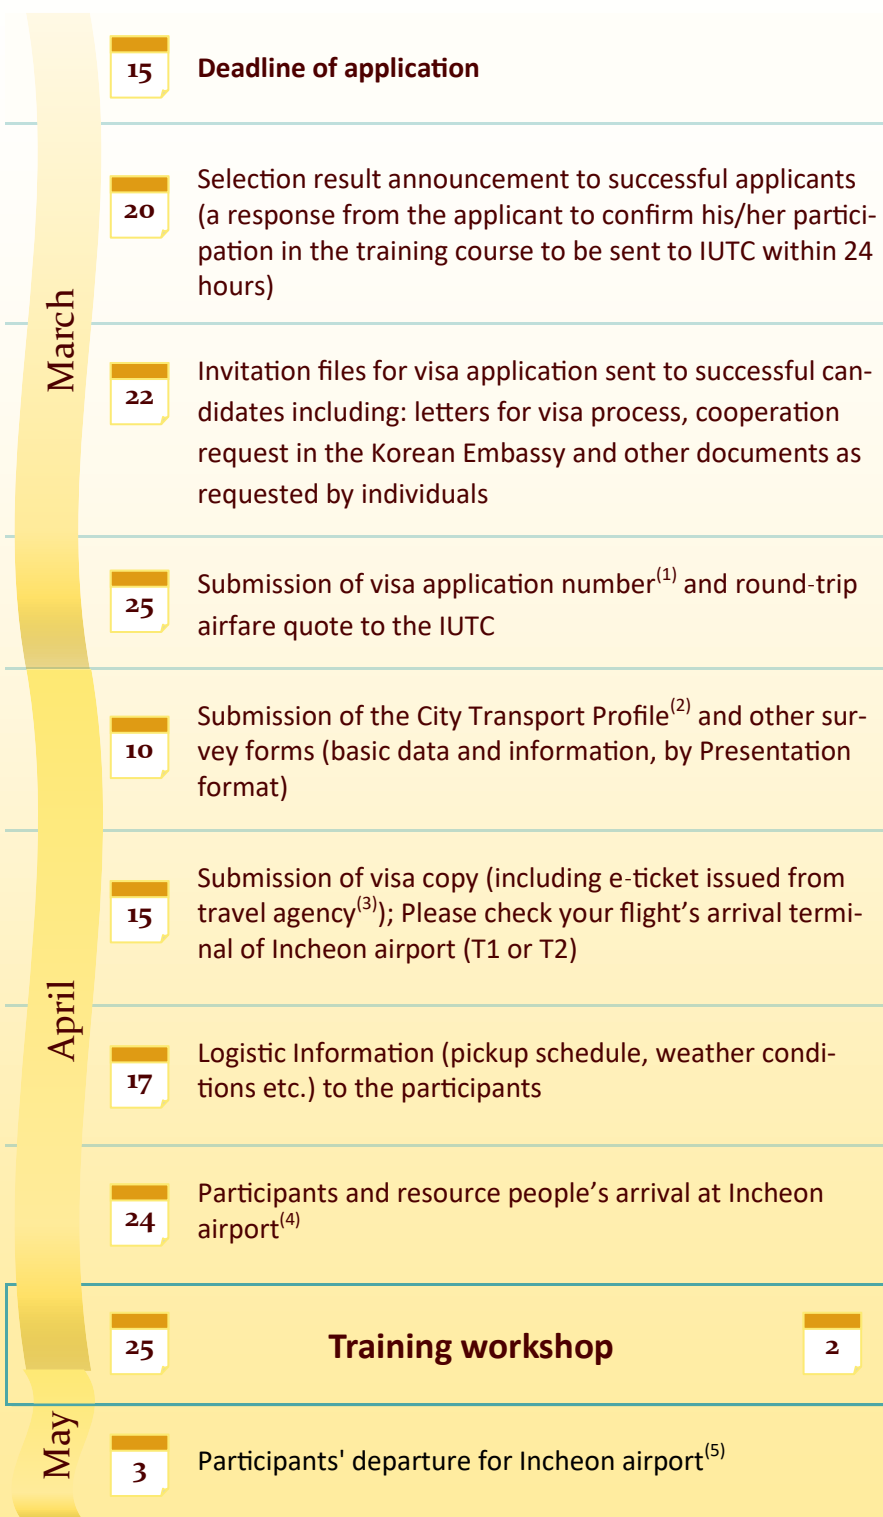 March
15
Deadline of application
20
Selection result announcement to successful applicants
(a response from the applicant to confirm his/her partici-
pation in the training course to be sent to IUTC within 24
hours)
22
Invitation files for visa application sent to successful can-
didates including: letters for visa process, cooperation
request in the Korean Embassy and other documents as
requested by individuals
25
Submission of visa application number(1) and round-trip
airfare quote to the IUTC
April
10
Submission of the City Transport Profile(2) and other sur-
vey forms (basic data and information, by Presentation
format)
15
Submission of visa copy (including e-ticket issued from
travel agency(3)); Please check your flight's arrival termi-
nal of Incheon airport (T1 or T2)
17
Logistic Information (pickup schedule, weather condi-
tions etc.) to the participants
24
Participants and resource people's arrival at Incheon
airport(4)
25
Training workshop
2
May
3
Participants' departure for Incheon airport(5)